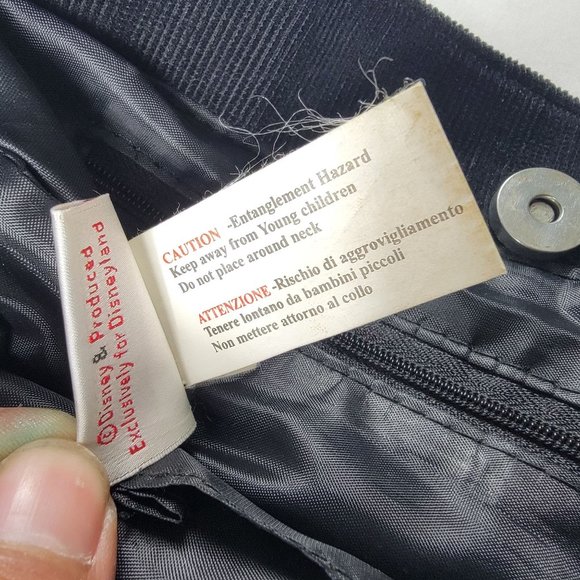 CAUTION -Entanglement Hazard
Keep away from Young children
Do not place around neck
ATTENZIONE -Rischio di aggrovigliamento
Tenere lontano da bambini piccoli
Non mettere attorno al collo
©Disney & Produced
Exclusively for Disneyland